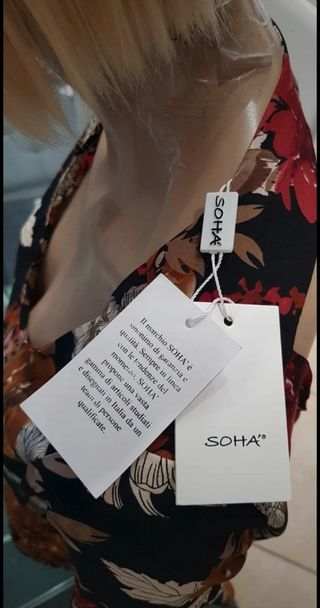 SOHA'
Il marchio SOHA' è
sinonimo di garanzia e
qualità. Sempre in linea
con le tendenze del
momento, SOHA'
propone una vasta
gamma di articoli studiati
e disegnati in Italia da un
team di persone
qualificate.
SOHA'®